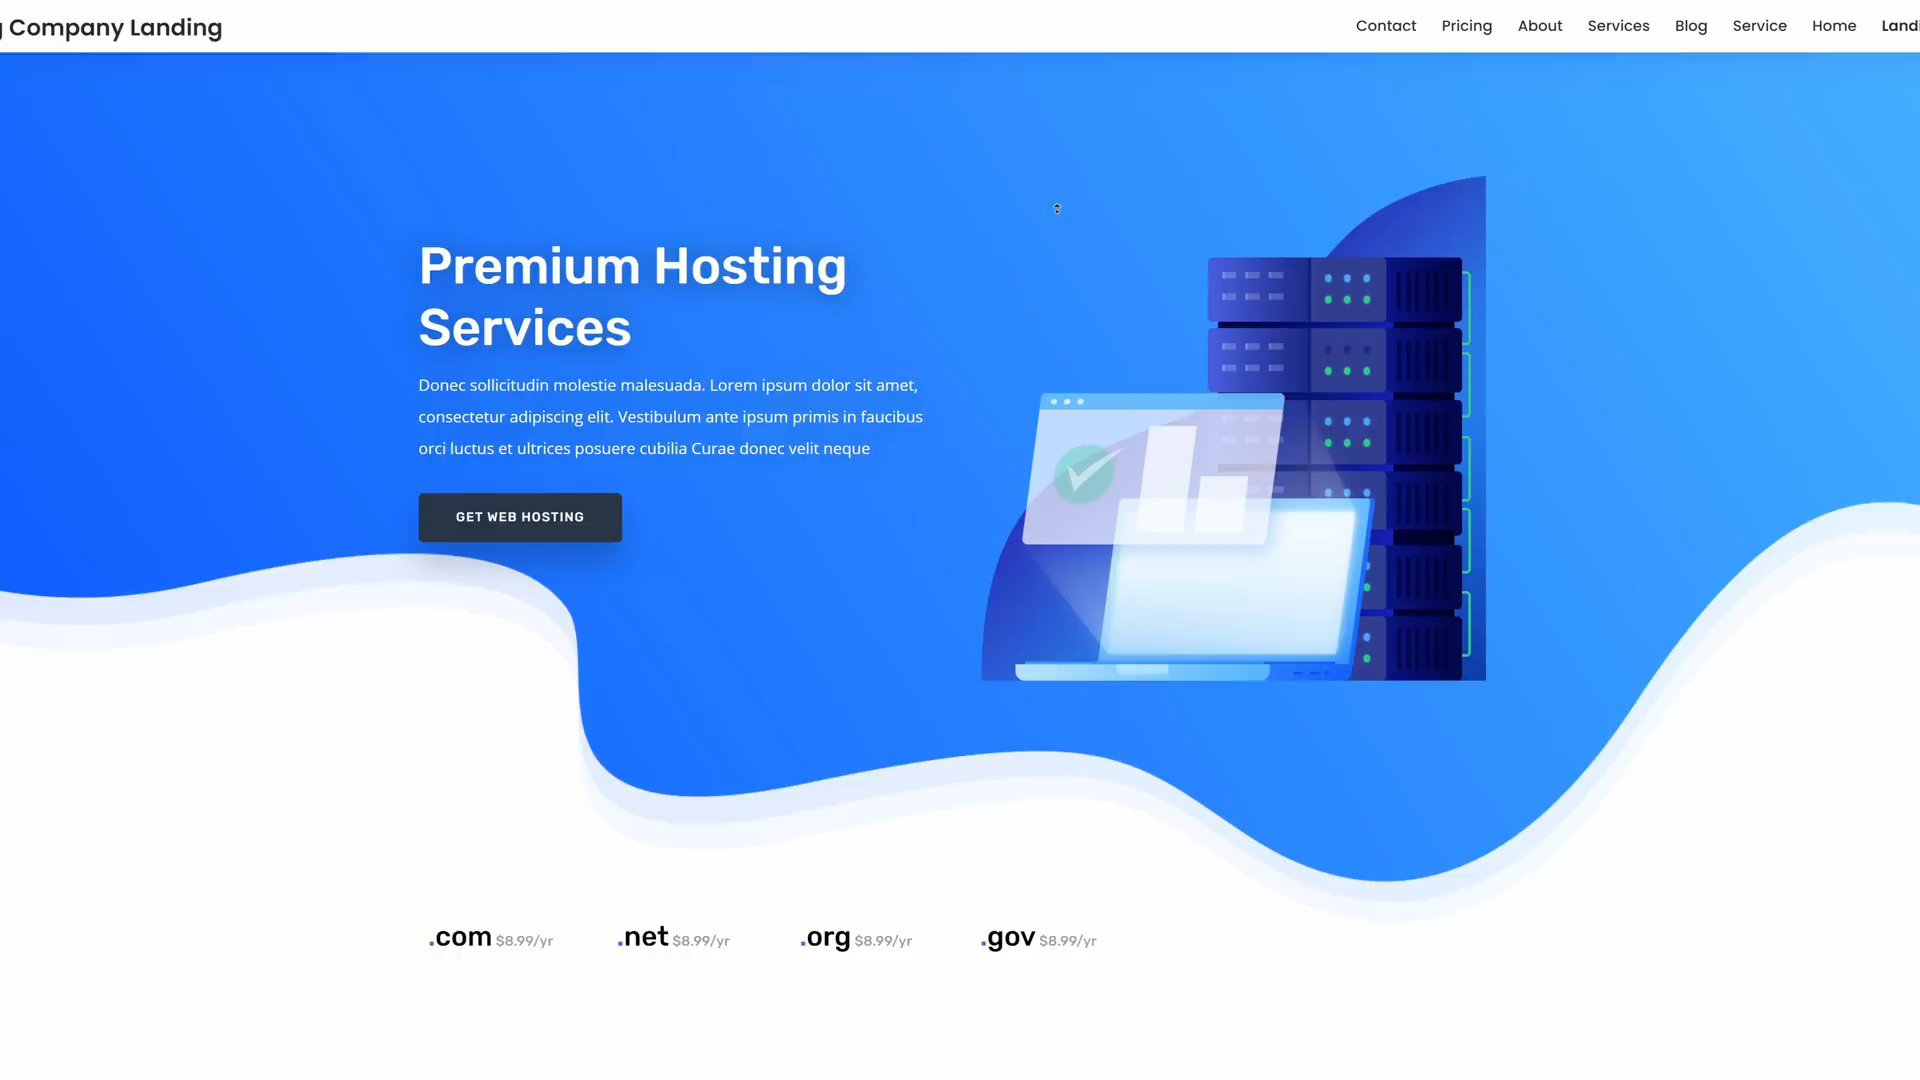 g Company Landing
Contact Pricing About Services Blog Service Home Landi
Premium Hosting
Services
Donec sollicitudin molestie malesuada. Lorem ipsum dolor sit amet,
consectetur adipiscing elit. Vestibulum ante ipsum primis in faucibus
orci luctus et ultrices posuere cubilia Curae donec velit neque
GET WEB HOSTING
.com $8.99/yr .net $8.99/yr .org $8.99/yr .gov $8.99/yr